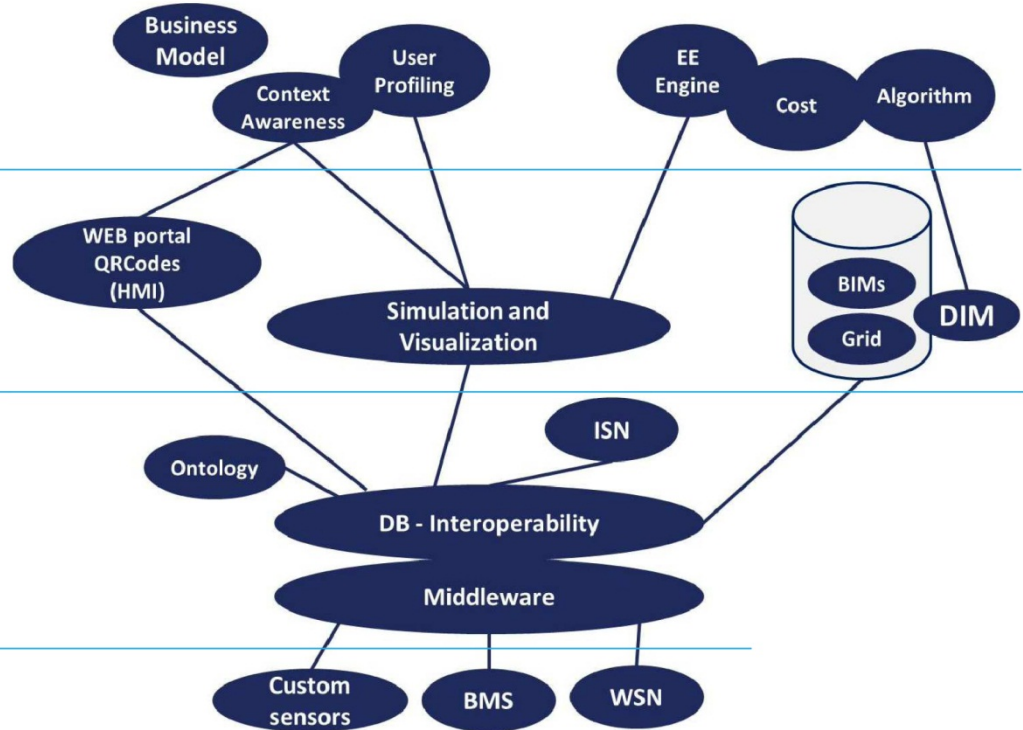 Business
Model
User
Profiling
Context
Awareness
EE
Engine
Cost
Algorithm
WEB portal
QRCodes
(HMI)
Simulation and
Visualization
BIMs
Grid
DIM
ISN
Ontology
DB - Interoperability
Middleware
Custom
sensors
BMS
WSN